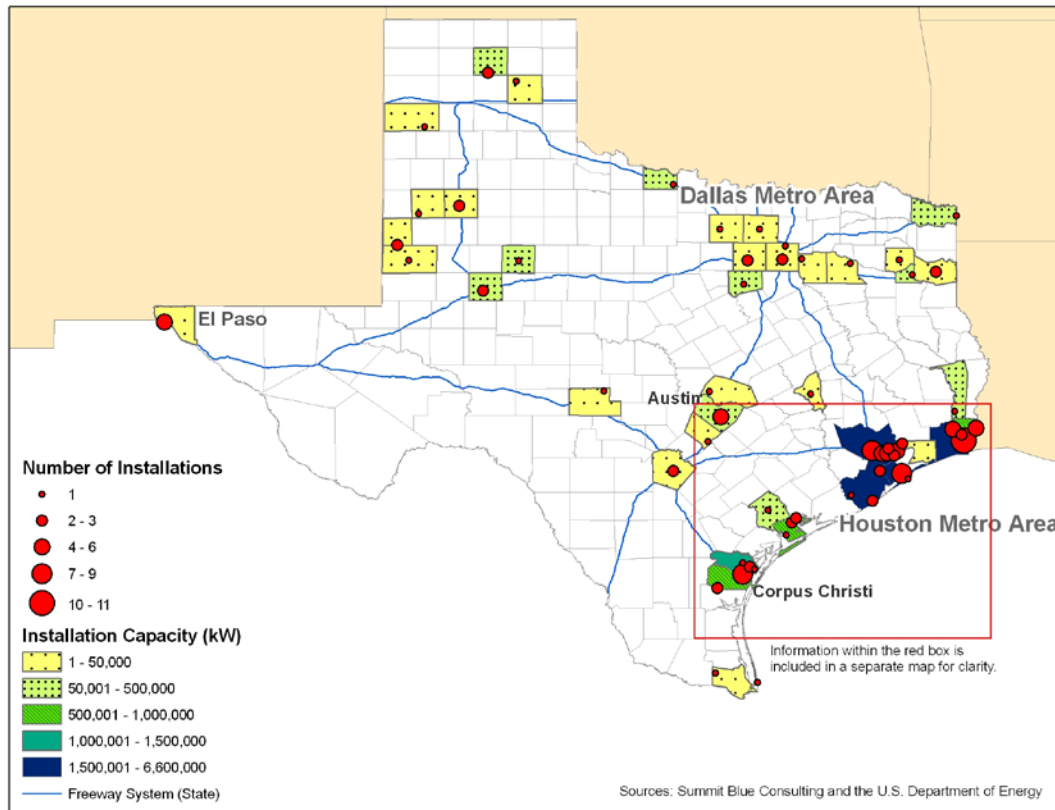 Dallas Metro Area
El Paso
Austin
Number of Installations
1
2 - 3
4 - 6
7 - 9
10 - 11
Houston Metro Area
Corpus Christi
Installation Capacity (kW)
1 - 50,000
50,001 - 500,000
500,001 - 1,000,000
1,000,001 - 1,500,000
1,500,001 - 6,600,000
Freeway System (State)
Information within the red box is
included in a separate map for clarity.
Sources: Summit Blue Consulting and the U.S. Department of Energy